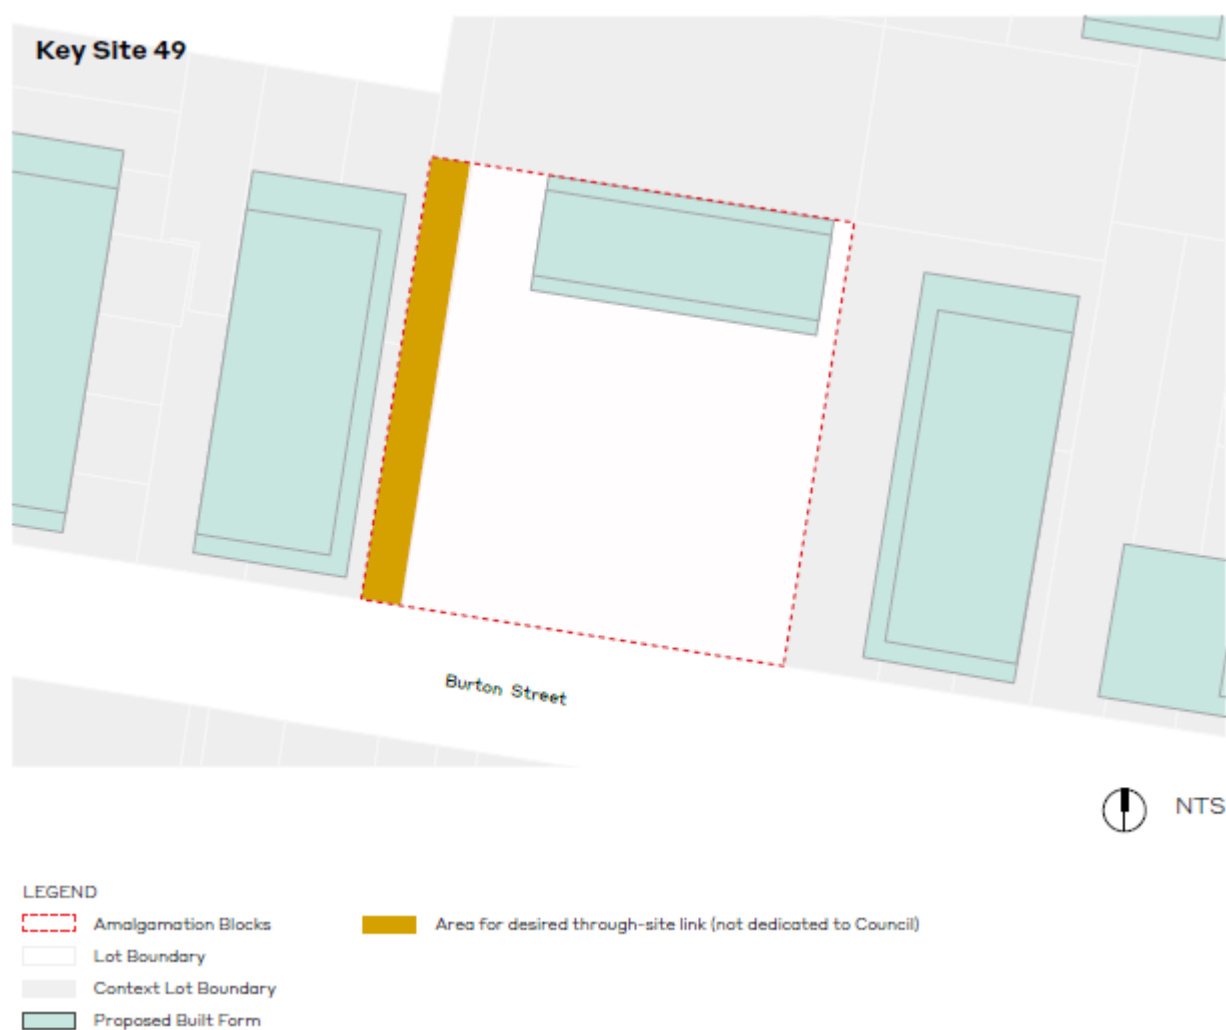 Key Site 49
Burton Street
NTS
LEGEND
Amalgamation Blocks
Area for desired through-site link (not dedicated to Council)
Lot Boundary
Context Lot Boundary
Proposed Built Form